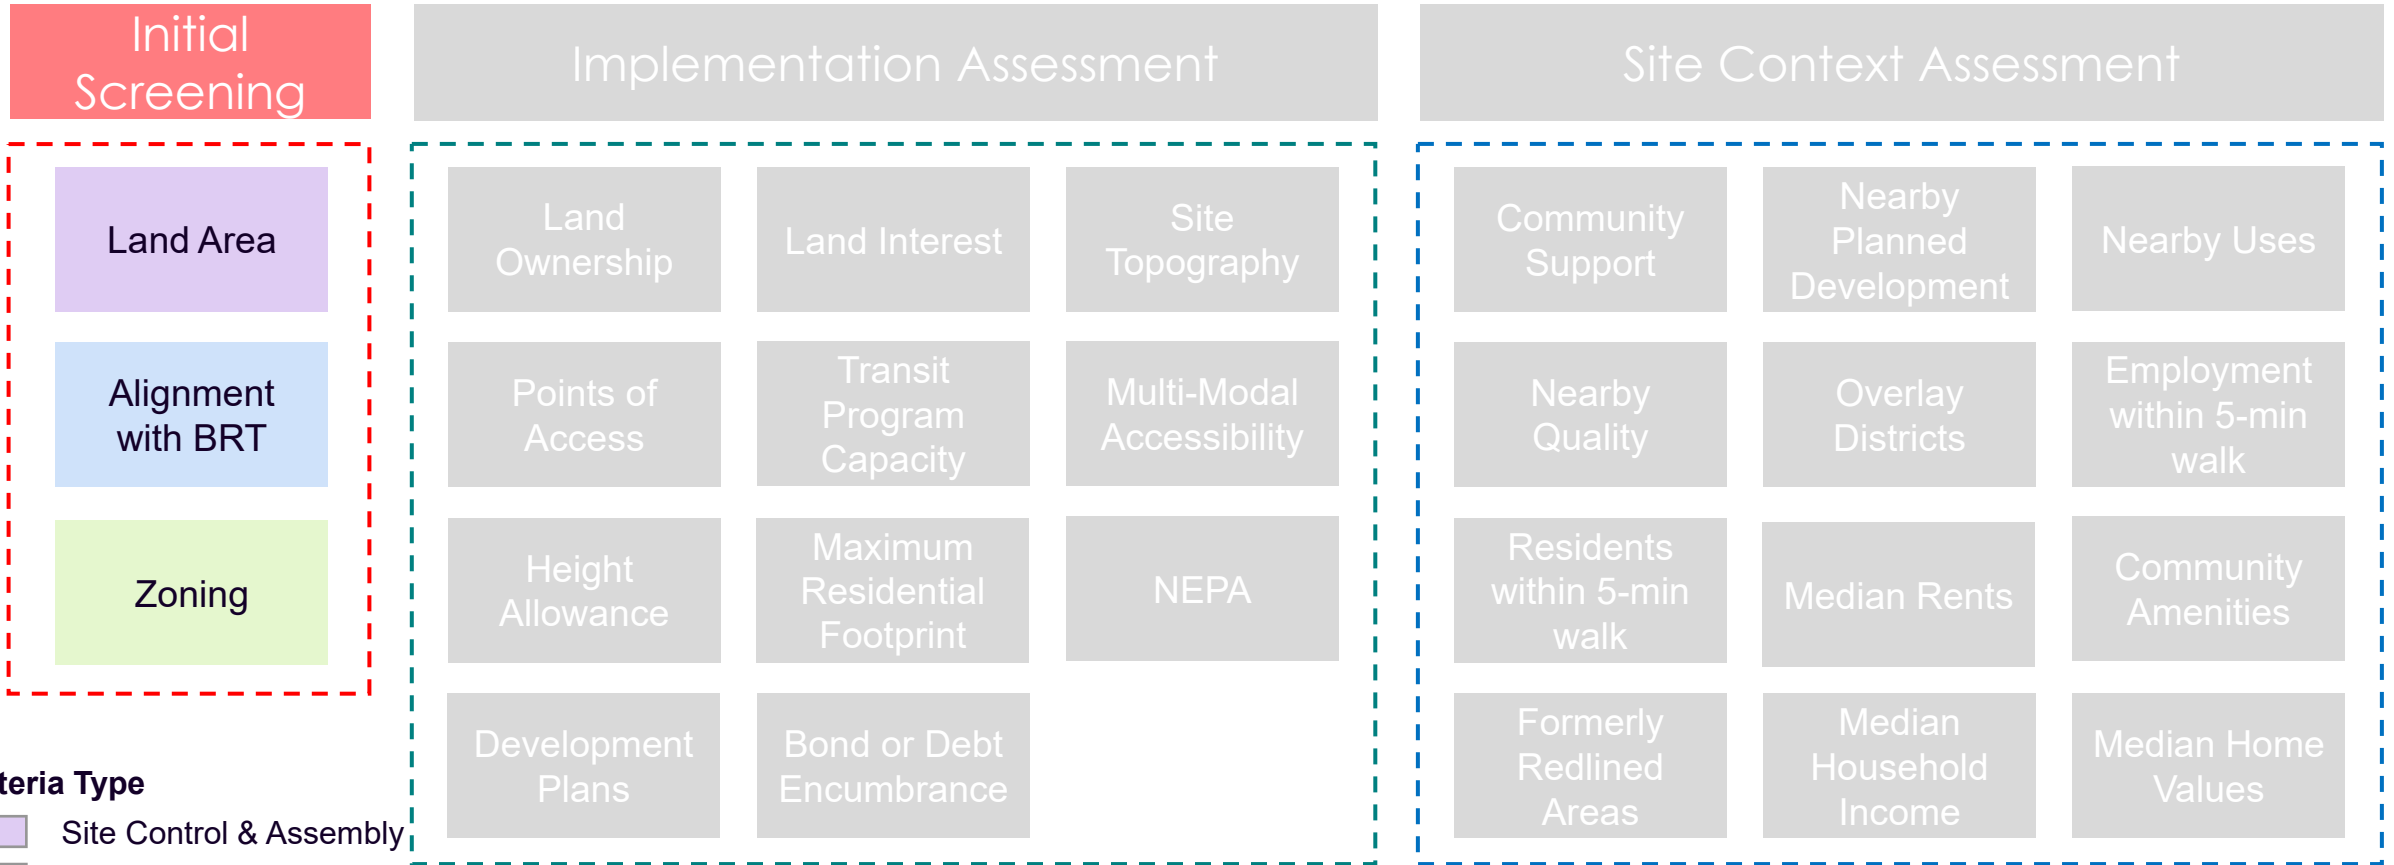 Initial
Screening
Implementation Assessment
Site Context Assessment
Land Area
Alignment
with BRT
Zoning
Land
Ownership
Land Interest
Site
Topography
Points of
Access
Transit
Program
Capacity
Multi-Modal
Accessibility
Height
Allowance
Maximum
Residential
Footprint
NEPA
Development
Plans
Bond or Debt
Encumbrance
Community
Support
Nearby
Planned
Development
Nearby Uses
Nearby
Quality
Overlay
Districts
Employment
within 5-min
walk
Residents
within 5-min
walk
Median Rents
Community
Amenities
Formerly
Redlined
Areas
Median
Household
Income
Median Home
Values
teria Type
Site Control & Assembly